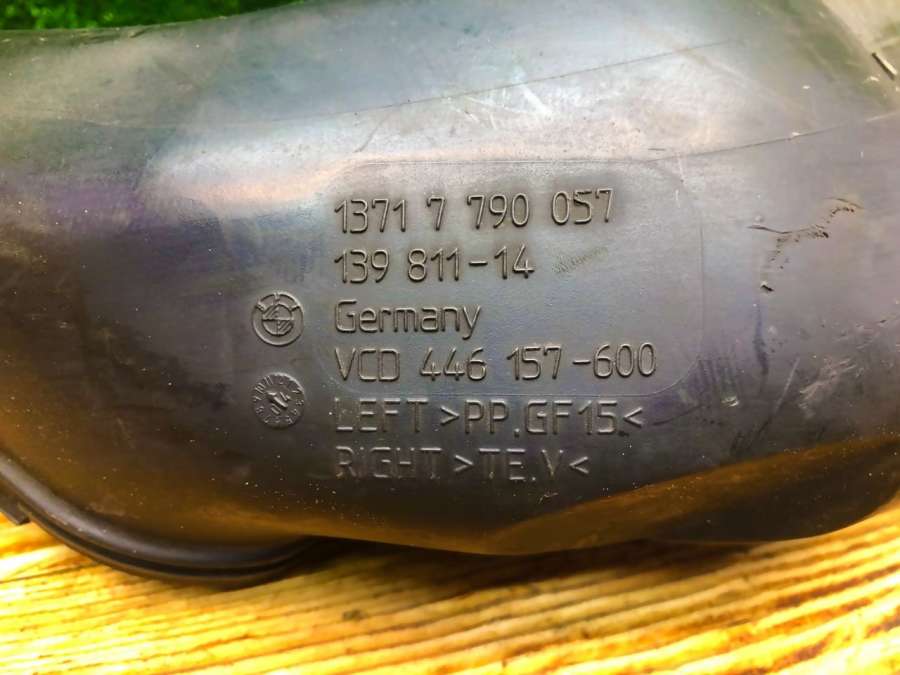 1371 7 790 057
139 811-14
Germany
VCD 446 157-600
LEFT >PP.GF15<
RIGHT >TE.V<